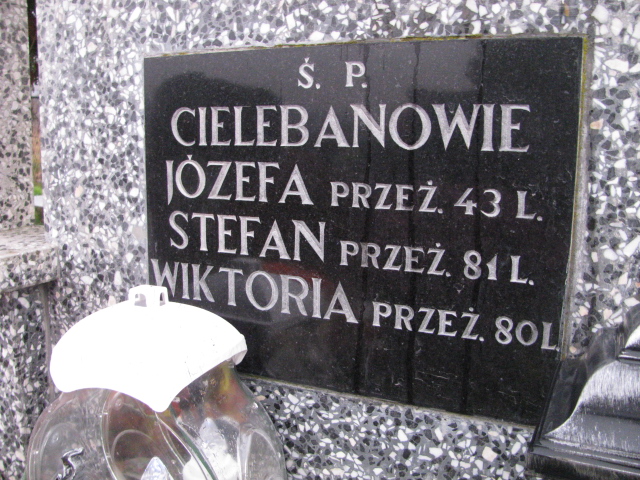 Ś. P.
CIELEBANOWIE
JÓZEFA PRZEŻ. 43 L.
STEFAN PRZEŻ. 81 L.
WIKTORIA PRZEŻ. 80 L.